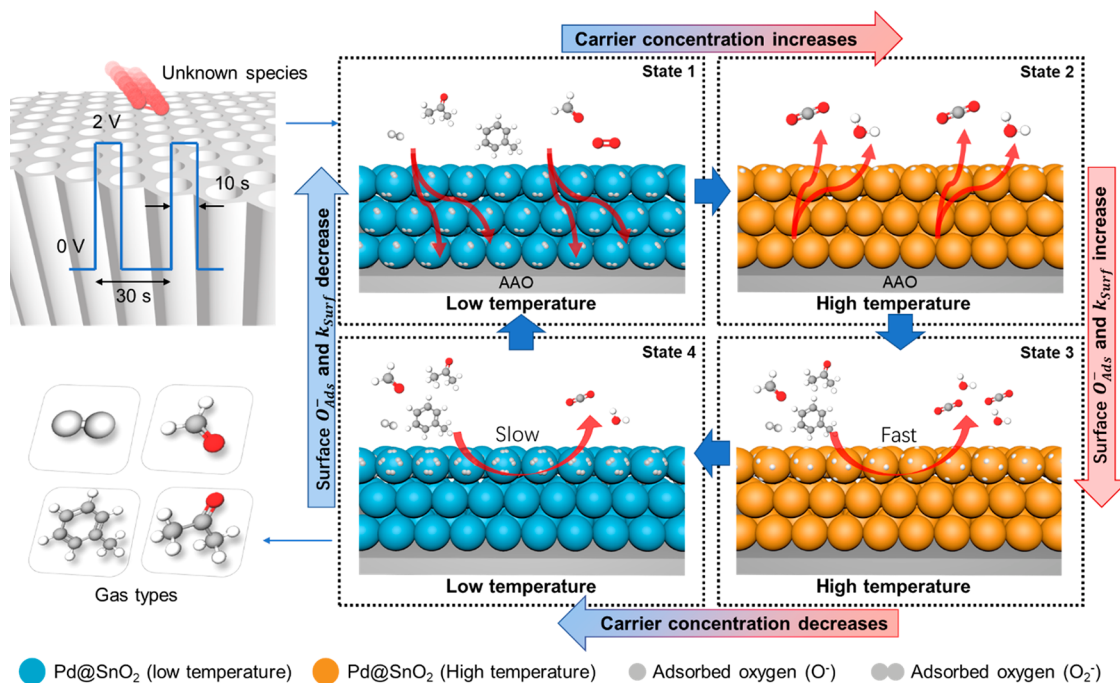 Carrier concentration increases
Unknown species
2 V
10 s
0 V
30 s
Surface O⁻Ads and kSurf decrease
State 1
AAO
Low temperature
State 2
AAO
High temperature
Surface O⁻Ads and kSurf increase
State 4
Slow
Low temperature
State 3
Fast
High temperature
Gas types
Carrier concentration decreases
Pd@SnO₂ (low temperature)
Pd@SnO₂ (High temperature)
Adsorbed oxygen (O⁻)
Adsorbed oxygen (O₂⁻)